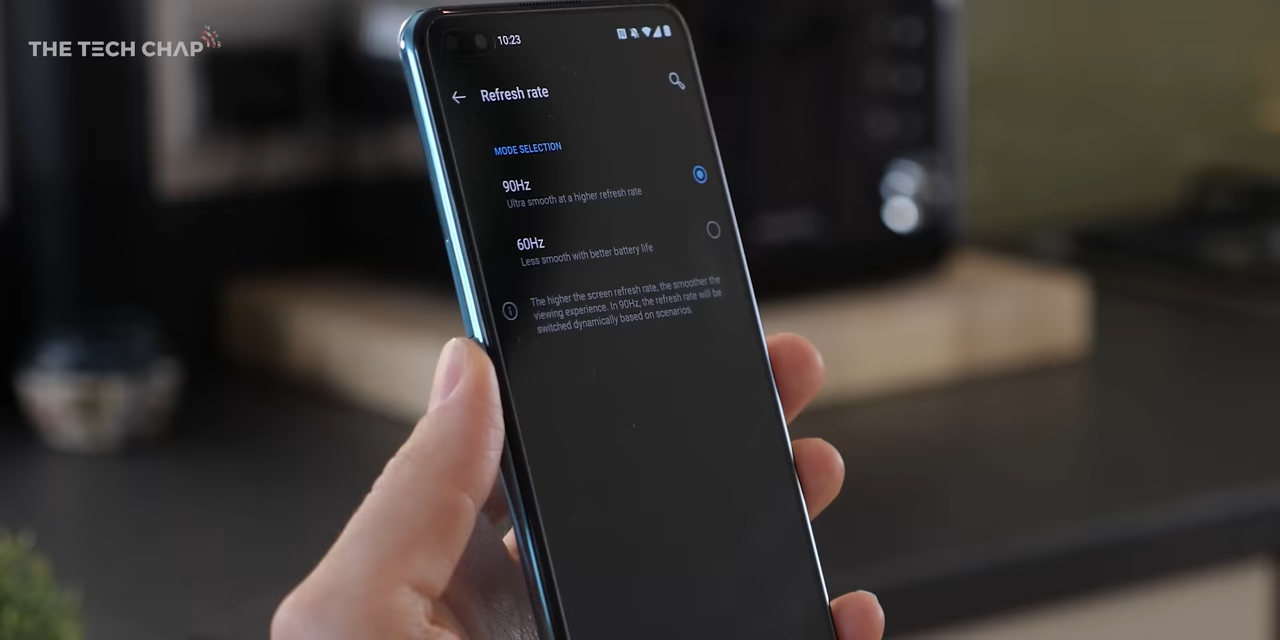 THE TECH CHAP
10:23
Refresh rate
MODE SELECTION
90Hz
Ultra smooth at a higher refresh rate
60Hz
Less smooth with better battery life
The higher the screen refresh rate, the smoother the
viewing experience. In 90Hz, the refresh rate will be
switched dynamically based on scenarios.